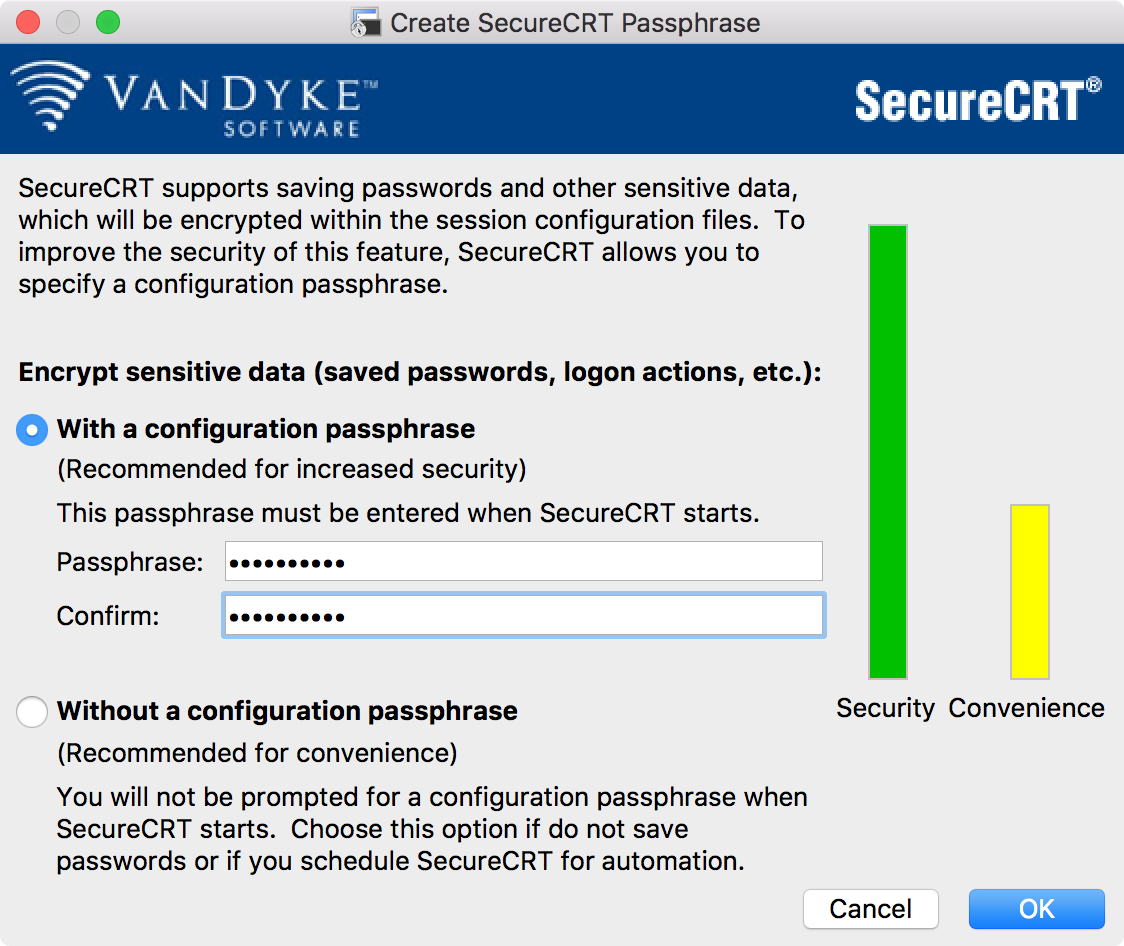 Create SecureCRT Passphrase
VANDYKE™
SOFTWARE
SecureCRT®
SecureCRT supports saving passwords and other sensitive data,
which will be encrypted within the session configuration files.  To
improve the security of this feature, SecureCRT allows you to
specify a configuration passphrase.
Encrypt sensitive data (saved passwords, logon actions, etc.):
With a configuration passphrase
(Recommended for increased security)
This passphrase must be entered when SecureCRT starts.
Passphrase: ••••••••••
Confirm: ••••••••••
Security Convenience
Without a configuration passphrase
(Recommended for convenience)
You will not be prompted for a configuration passphrase when
SecureCRT starts.  Choose this option if do not save
passwords or if you schedule SecureCRT for automation.
Cancel OK